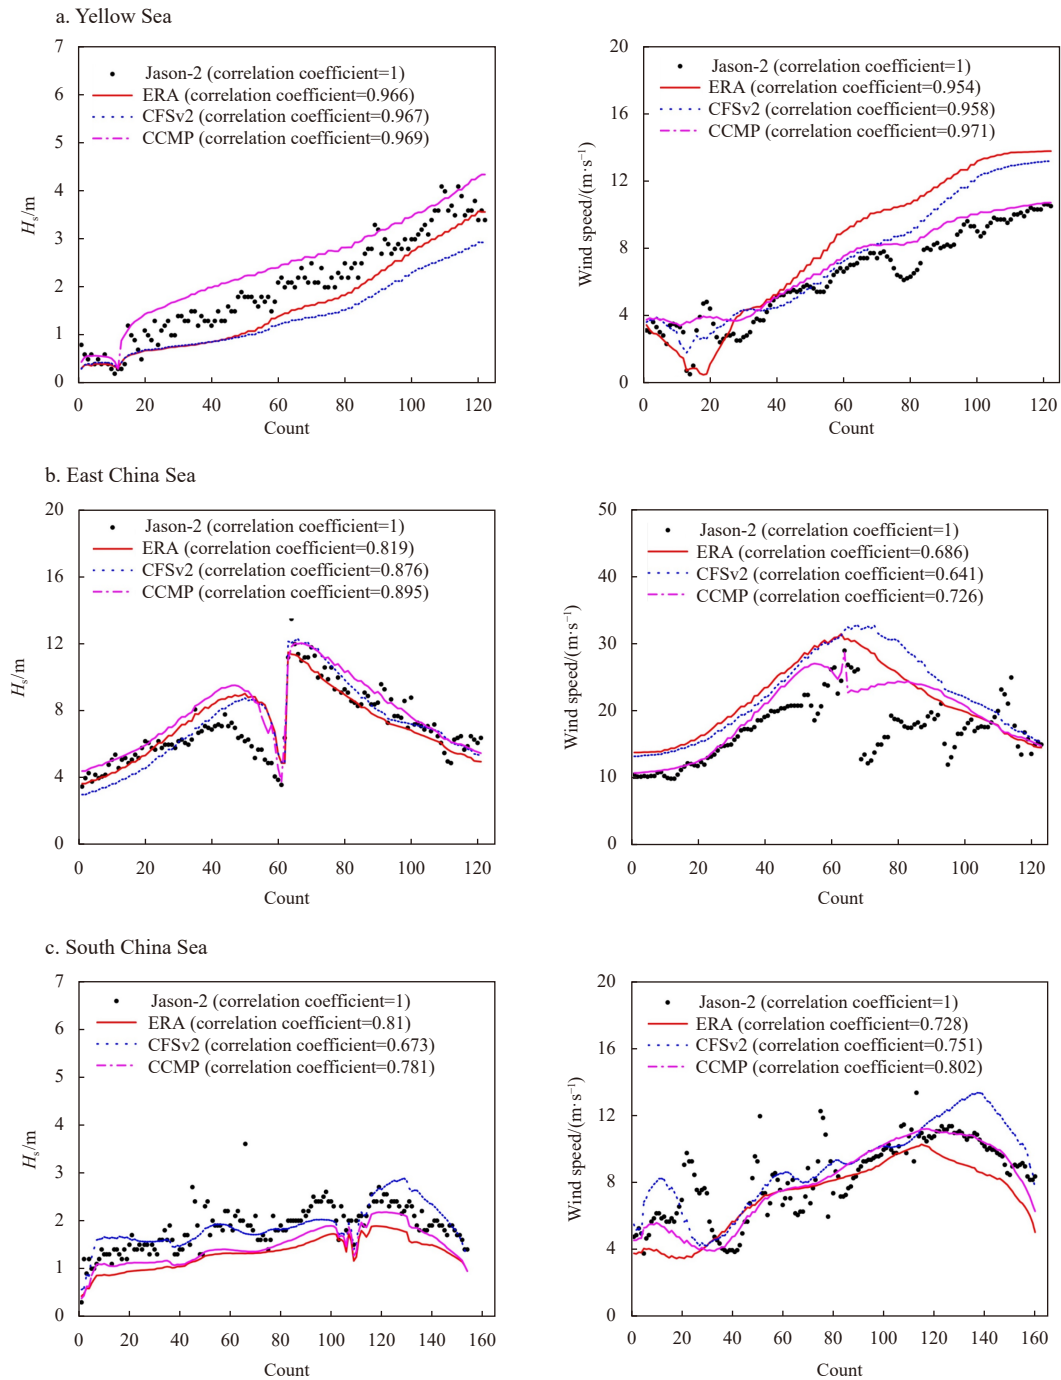 a. Yellow Sea
7
6
5
4
3
2
1
0
Hs/m
Jason-2 (correlation coefficient=1)
ERA (correlation coefficient=0.966)
CFSv2 (correlation coefficient=0.967)
CCMP (correlation coefficient=0.969)
0 20 40 60 80 100 120
Count
20
16
12
8
4
0
Wind speed/(m·s⁻¹)
Jason-2 (correlation coefficient=1)
ERA (correlation coefficient=0.954)
CFSv2 (correlation coefficient=0.958)
CCMP (correlation coefficient=0.971)
0 20 40 60 80 100 120
Count
b. East China Sea
20
16
12
8
4
0
Hs/m
Jason-2 (correlation coefficient=1)
ERA (correlation coefficient=0.819)
CFSv2 (correlation coefficient=0.876)
CCMP (correlation coefficient=0.895)
0 20 40 60 80 100 120
Count
50
40
30
20
10
0
Wind speed/(m·s⁻¹)
Jason-2 (correlation coefficient=1)
ERA (correlation coefficient=0.686)
CFSv2 (correlation coefficient=0.641)
CCMP (correlation coefficient=0.726)
0 20 40 60 80 100 120
Count
c. South China Sea
7
6
5
4
3
2
1
0
Hs/m
Jason-2 (correlation coefficient=1)
ERA (correlation coefficient=0.81)
CFSv2 (correlation coefficient=0.673)
CCMP (correlation coefficient=0.781)
0 20 40 60 80 100 120 140 160
Count
20
16
12
8
4
0
Wind speed/(m·s⁻¹)
Jason-2 (correlation coefficient=1)
ERA (correlation coefficient=0.728)
CFSv2 (correlation coefficient=0.751)
CCMP (correlation coefficient=0.802)
0 20 40 60 80 100 120 140 160
Count